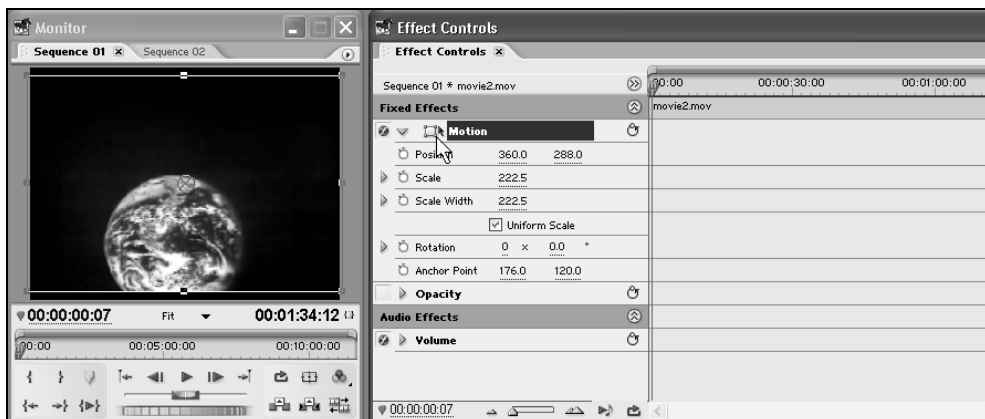 Monitor
Sequence 01
Sequence 02
00:00:00:07
Fit
00:01:34:12
00:00
00:05:00:00
00:10:00:00
Effect Controls
Effect Controls
Sequence 01 * movie2.mov
00:00
00:00:30:00
00:01:00:00
Fixed Effects
movie2.mov
Motion
Position 360.0 288.0
Scale 222.5
Scale Width 222.5
Uniform Scale
Rotation 0 x 0.0 °
Anchor Point 176.0 120.0
Opacity
Audio Effects
Volume
00:00:00:07